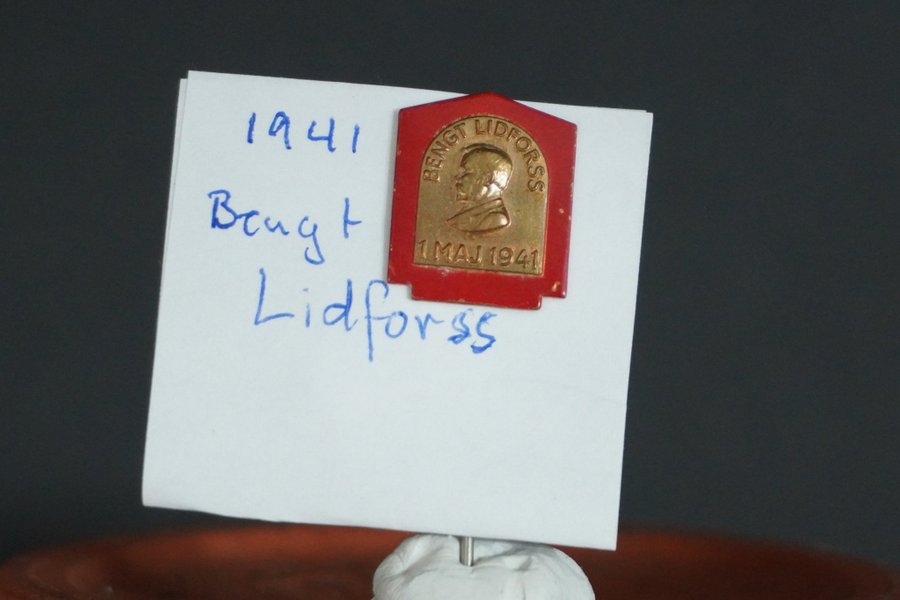 1941
Bengt
Lidforss
BENGT LIDFORSS
1 MAJ 1941